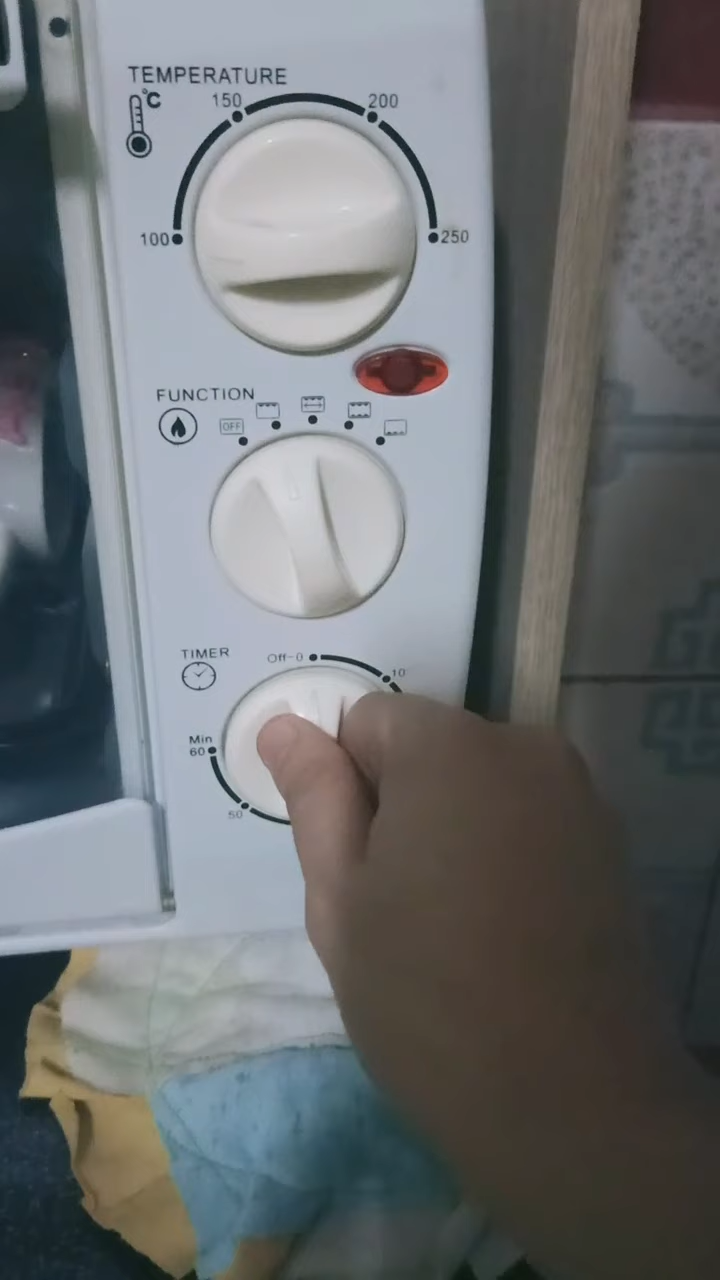 TEMPERATURE
°C
150
200
100
250
FUNCTION
OFF
TIMER
Off-0
10
Min
60
50